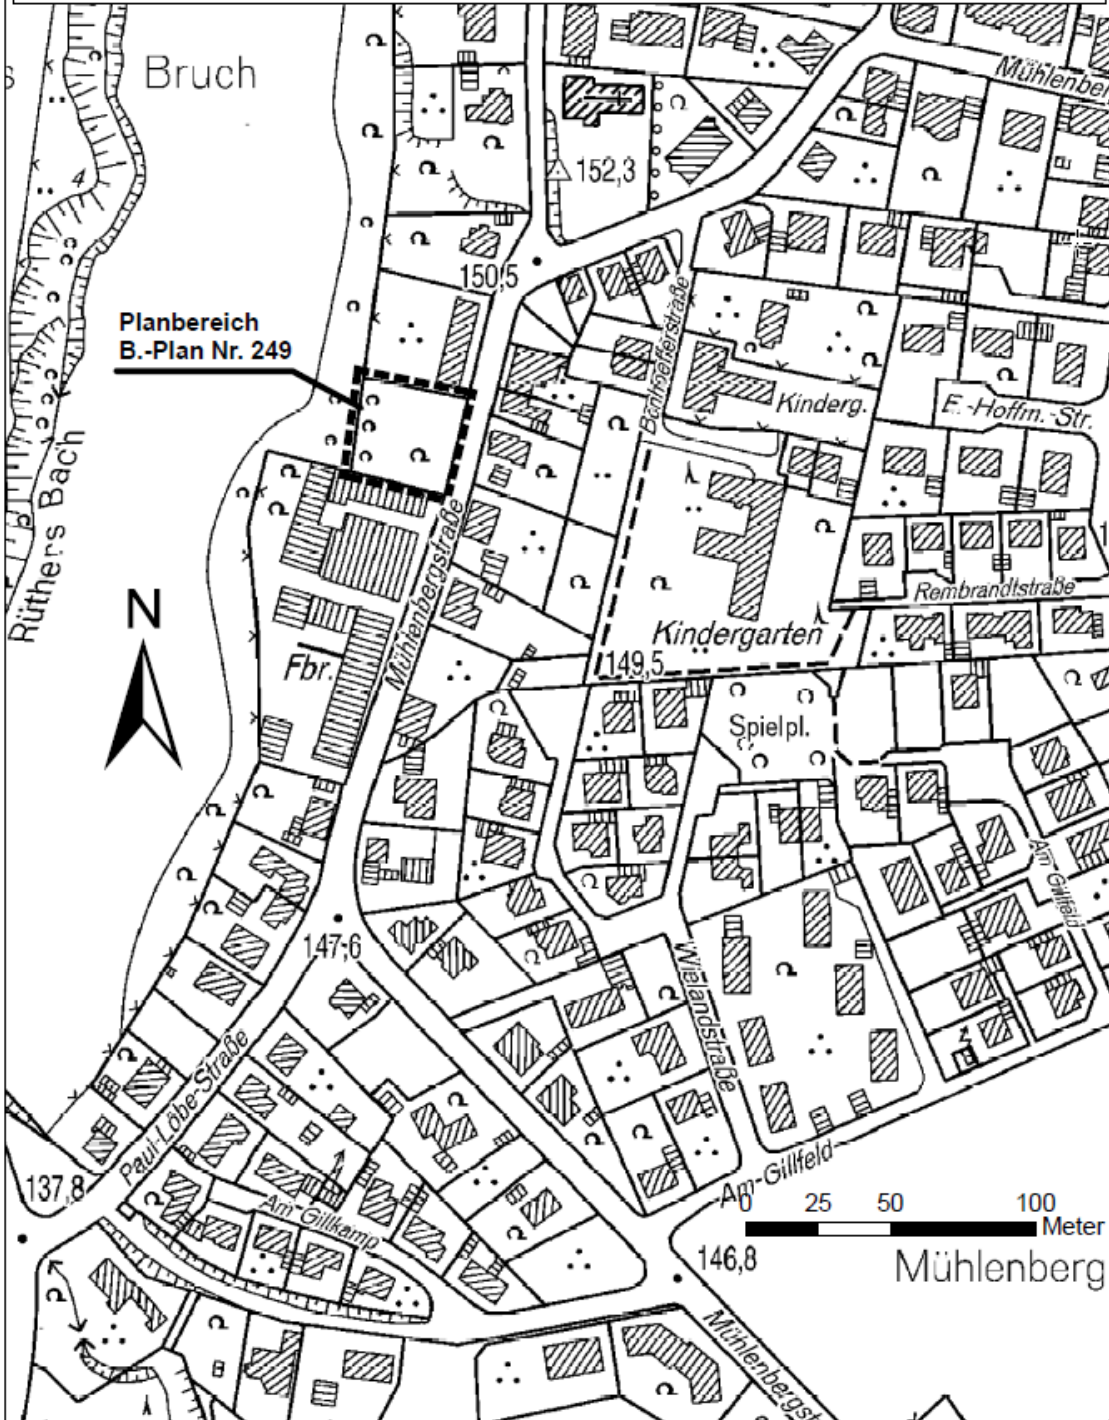 Bruch
Mühlenber
4
152,3
150,5
Planbereich
B.-Plan Nr. 249
Bonhoefferstraße
Kinderg.
E.-Hoffm.-Str.
Rüthers Bach
Mühlenbergstraße
N
Rembrandtstraße
Kindergarten
149,5
Fbr.
Spielpl.
Am Gillfeld
147,6
Wielandstraße
Paul-Löbe-Straße
137,8
Am-Gillfeld
Am-Gillkamp
0 25 50 100
Meter
146,8
Mühlenberg
Mühlenbergst